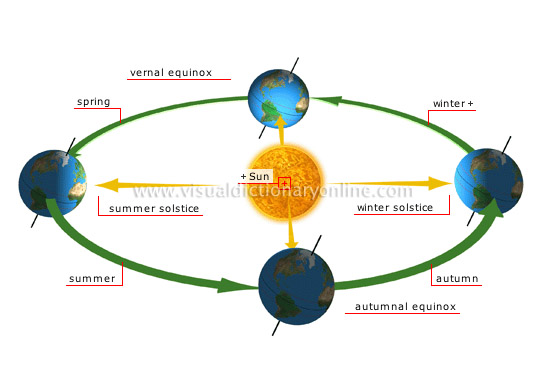 vernal equinox
spring
winter +
+ Sun
www.visualdictionaryonline.com
summer solstice
winter solstice
summer
autumn
autumnal equinox